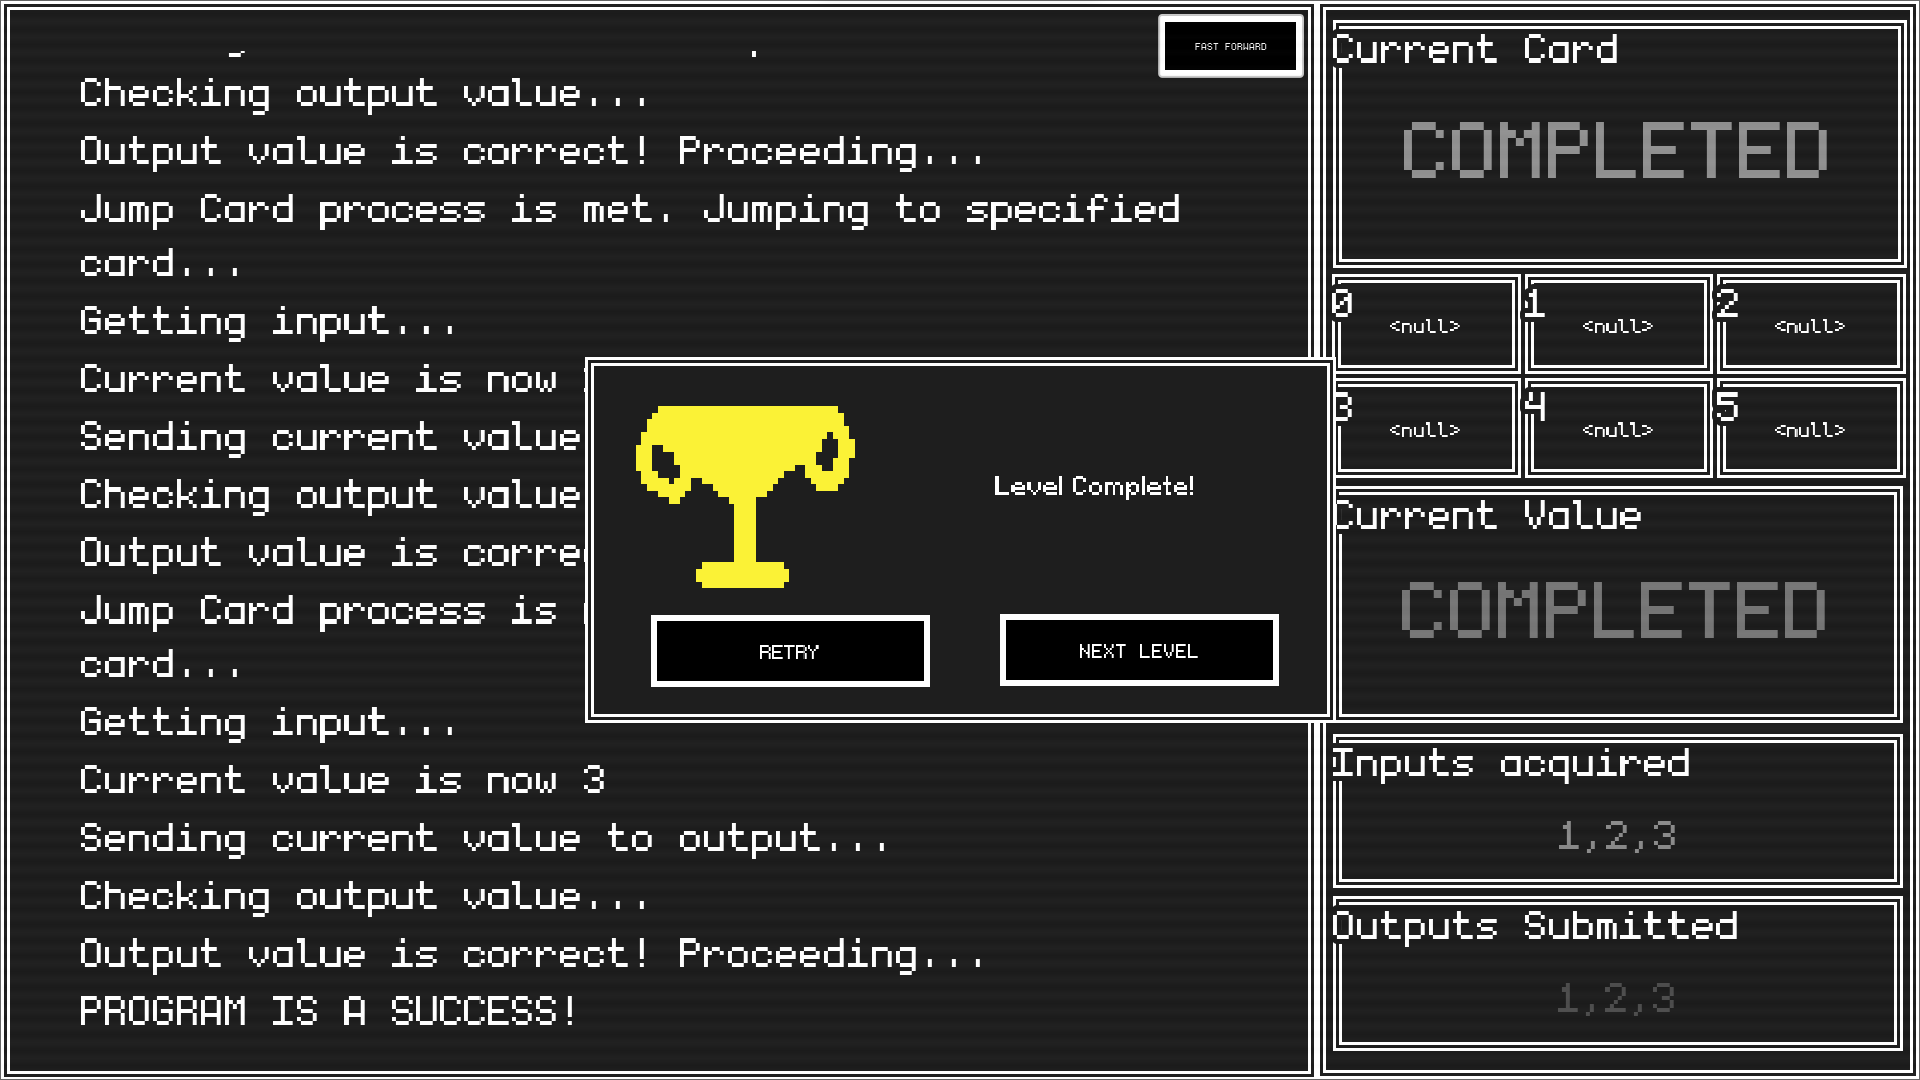 FAST FORWARD
Checking output value...
Output value is correct! Proceeding...
Jump Card process is met. Jumping to specified
card...
Getting input...
Current value is now
Sending current value
Checking output value
Output value is
Jump Card process is
card...
Getting input...
Current value is now 3
Sending current value to output...
Checking output value...
Output value is correct! Proceeding...
PROGRAM IS A SUCCESS!
Level Complete!
RETRY
NEXT LEVEL
Current Card
COMPLETED
0 <null>
1 <null>
2 <null>
3 <null>
4 <null>
5 <null>
Current Value
COMPLETED
Inputs acquired
1,2,3
Outputs Submitted
1,2,3